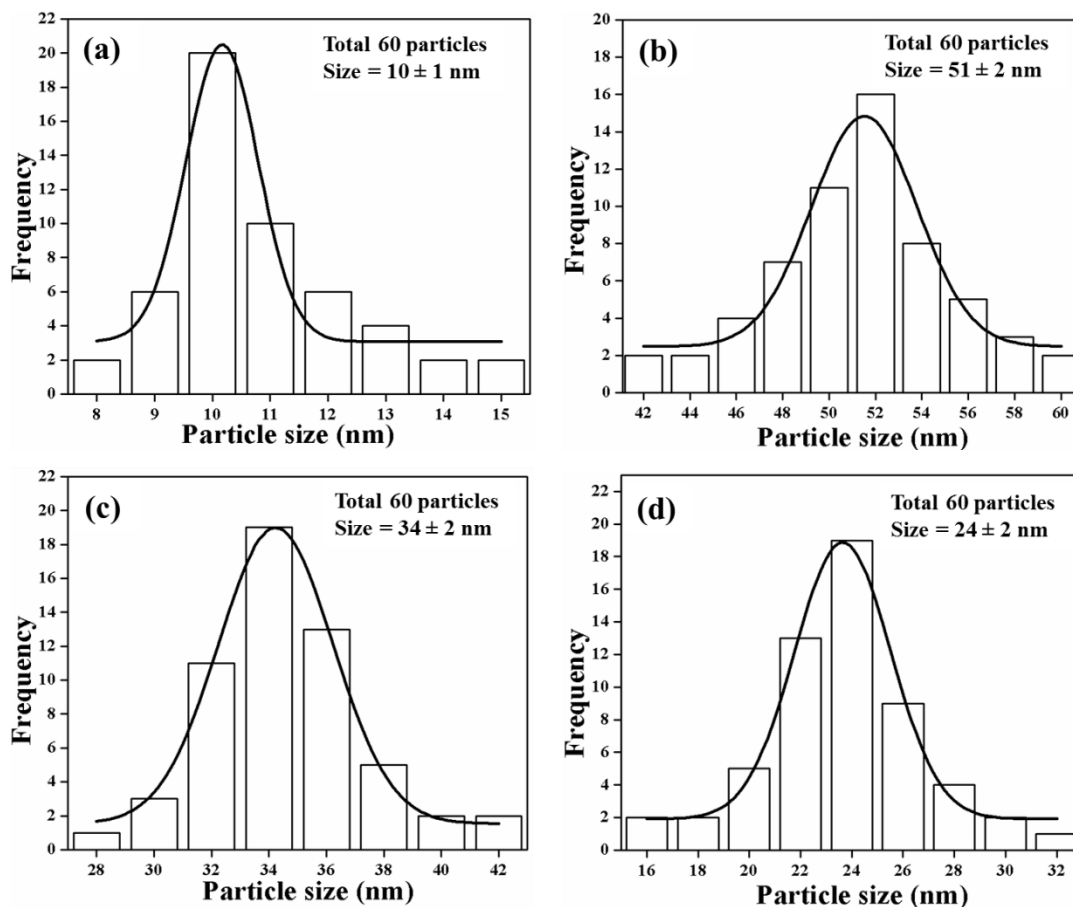 (a)
Total 60 particles
Size = 10 ± 1 nm
Frequency
22
20
18
16
14
12
10
8
6
4
2
0
8 9 10 11 12 13 14 15
Particle size (nm)
(b)
Total 60 particles
Size = 51 ± 2 nm
Frequency
20
18
16
14
12
10
8
6
4
2
0
42 44 46 48 50 52 54 56 58 60
Particle size (nm)
(c)
Total 60 particles
Size = 34 ± 2 nm
Frequency
22
20
18
16
14
12
10
8
6
4
2
0
28 30 32 34 36 38 40 42
Particle size (nm)
(d)
Total 60 particles
Size = 24 ± 2 nm
Frequency
22
20
18
16
14
12
10
8
6
4
2
0
16 18 20 22 24 26 28 30 32
Particle size (nm)